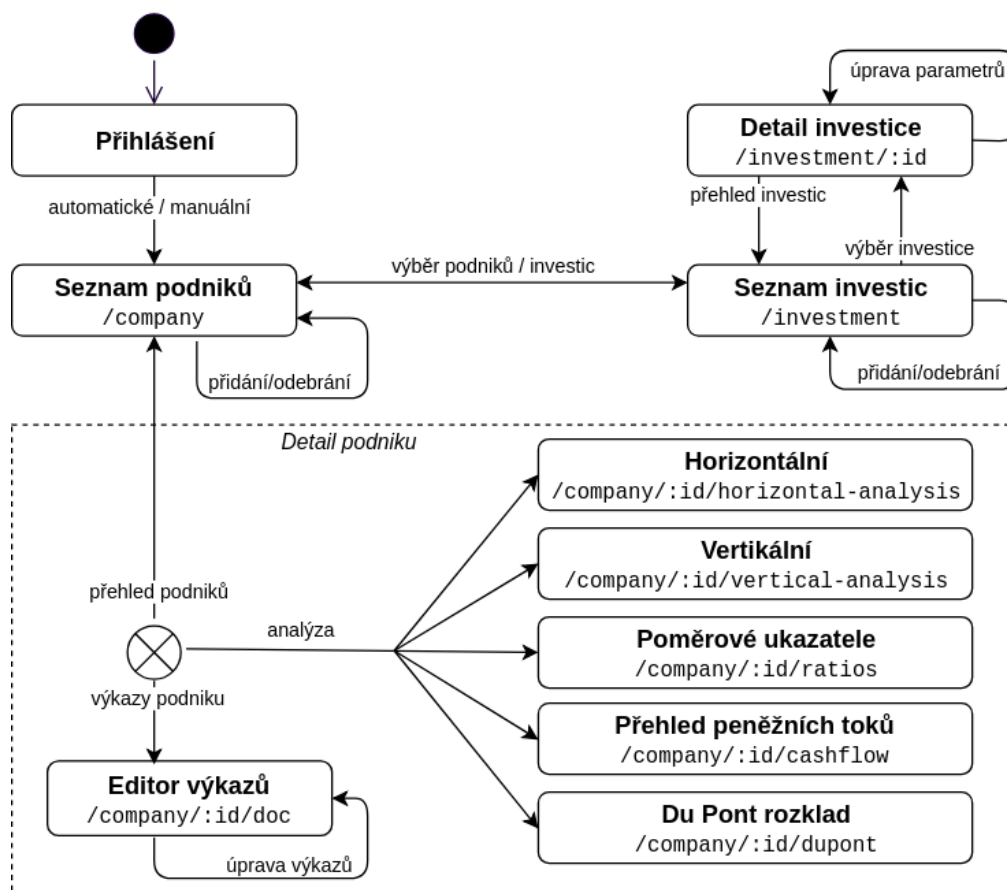 úprava parametrů
Přihlášení
Detail investice
/investment/:id
automatické / manuální
přehled investic
výběr investice
výběr podniků / investic
Seznam podniků
/company
Seznam investic
/investment
přidání/odebrání
přidání/odebrání
Detail podniku
Horizontální
/company/:id/horizontal-analysis
Vertikální
/company/:id/vertical-analysis
přehled podniků
analýza
Poměrové ukazatele
/company/:id/ratios
výkazy podniku
Přehled peněžních toků
/company/:id/cashflow
Editor výkazů
/company/:id/doc
Du Pont rozklad
/company/:id/dupont
úprava výkazů